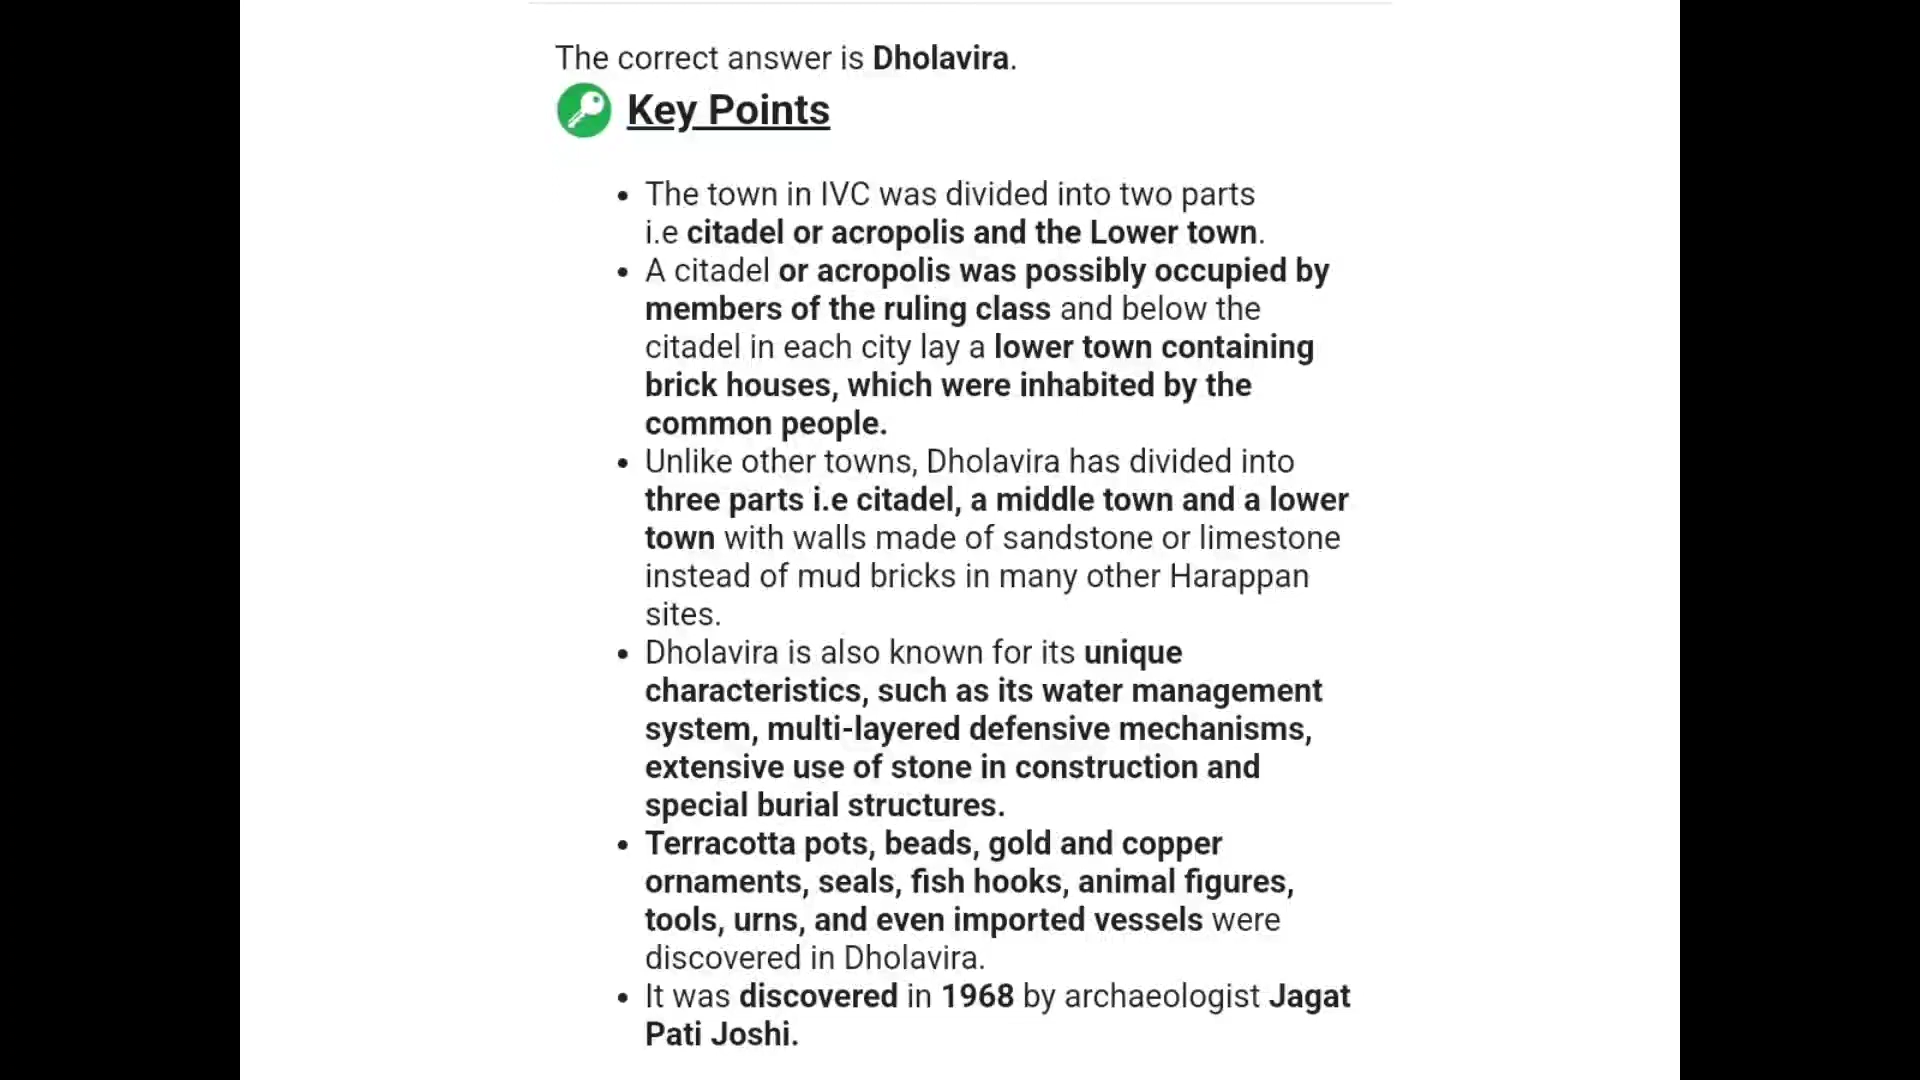 The correct answer is Dholavira.
Key Points
• The town in IVC was divided into two parts
i.e citadel or acropolis and the Lower town.
• A citadel or acropolis was possibly occupied by
members of the ruling class and below the
citadel in each city lay a lower town containing
brick houses, which were inhabited by the
common people.
• Unlike other towns, Dholavira has divided into
three parts i.e citadel, a middle town and a lower
town with walls made of sandstone or limestone
instead of mud bricks in many other Harappan
sites.
• Dholavira is also known for its unique
characteristics, such as its water management
system, multi-layered defensive mechanisms,
extensive use of stone in construction and
special burial structures.
• Terracotta pots, beads, gold and copper
ornaments, seals, fish hooks, animal figures,
tools, urns, and even imported vessels were
discovered in Dholavira.
• It was discovered in 1968 by archaeologist Jagat
Pati Joshi.